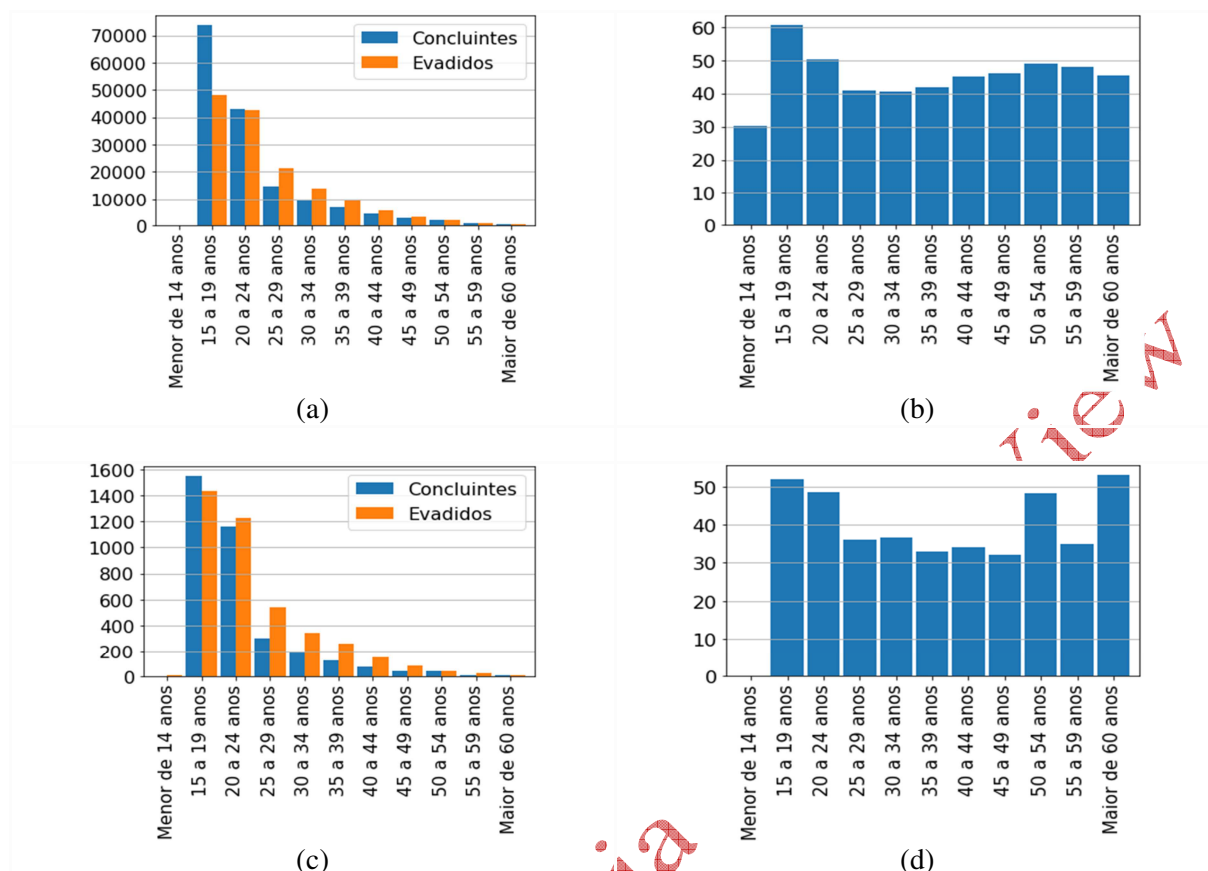 70000
60000
50000
40000
30000
20000
10000
0
Concluintes
Evadidos
Menor de 14 anos
15 a 19 anos
20 a 24 anos
25 a 29 anos
30 a 34 anos
35 a 39 anos
40 a 44 anos
45 a 49 anos
50 a 54 anos
55 a 59 anos
Maior de 60 anos
(a)
60
50
40
30
20
10
0
Menor de 14 anos
15 a 19 anos
20 a 24 anos
25 a 29 anos
30 a 34 anos
35 a 39 anos
40 a 44 anos
45 a 49 anos
50 a 54 anos
55 a 59 anos
Maior de 60 anos
(b)
1600
1400
1200
1000
800
600
400
200
0
Concluintes
Evadidos
Menor de 14 anos
15 a 19 anos
20 a 24 anos
25 a 29 anos
30 a 34 anos
35 a 39 anos
40 a 44 anos
45 a 49 anos
50 a 54 anos
55 a 59 anos
Maior de 60 anos
(c)
50
40
30
20
10
0
Menor de 14 anos
15 a 19 anos
20 a 24 anos
25 a 29 anos
30 a 34 anos
35 a 39 anos
40 a 44 anos
45 a 49 anos
50 a 54 anos
55 a 59 anos
Maior de 60 anos
(d)